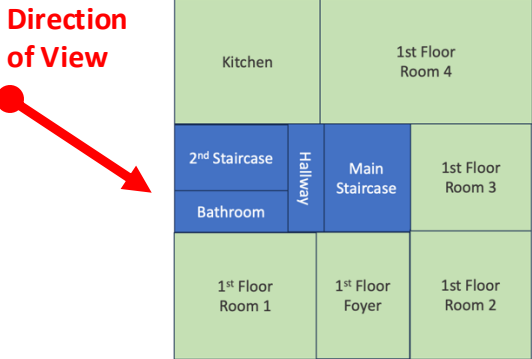 Direction
of View
Kitchen
1st Floor
Room 4
2nd Staircase
Hallway
Main
Staircase
1st Floor
Room 3
Bathroom
1st Floor
Room 1
1st Floor
Foyer
1st Floor
Room 2